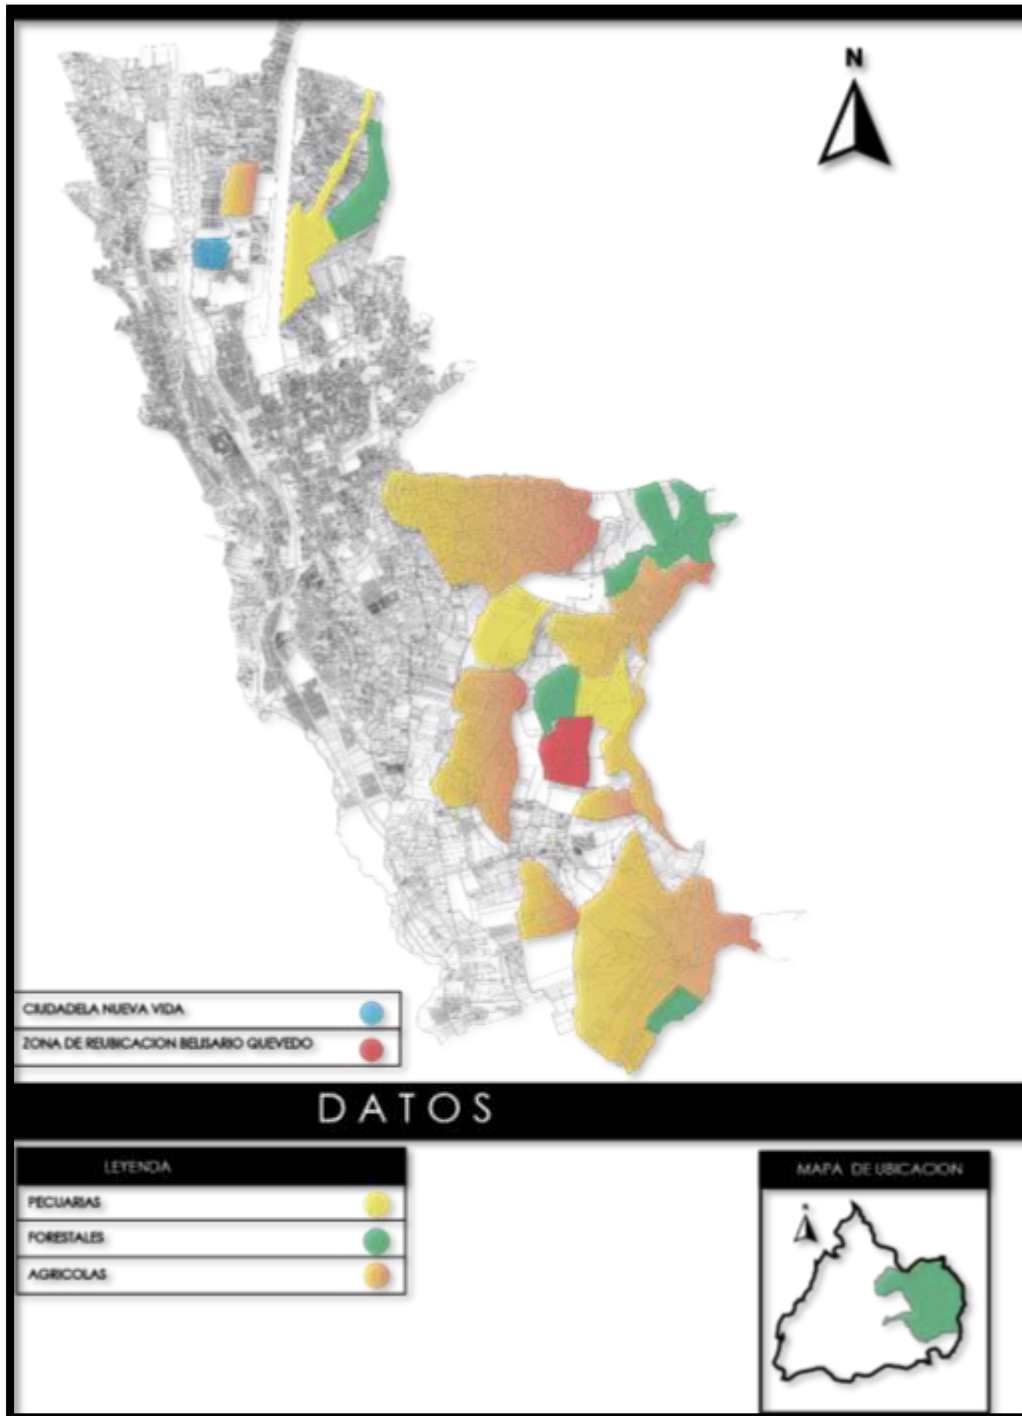 N
CIUDADELA NUEVA VIDA
ZONA DE REUBICACION BELISARIO QUEVEDO
DATOS
LEYENDA
PECUARIAS
FORESTALES
AGRICOLAS
MAPA DE UBICACION
N